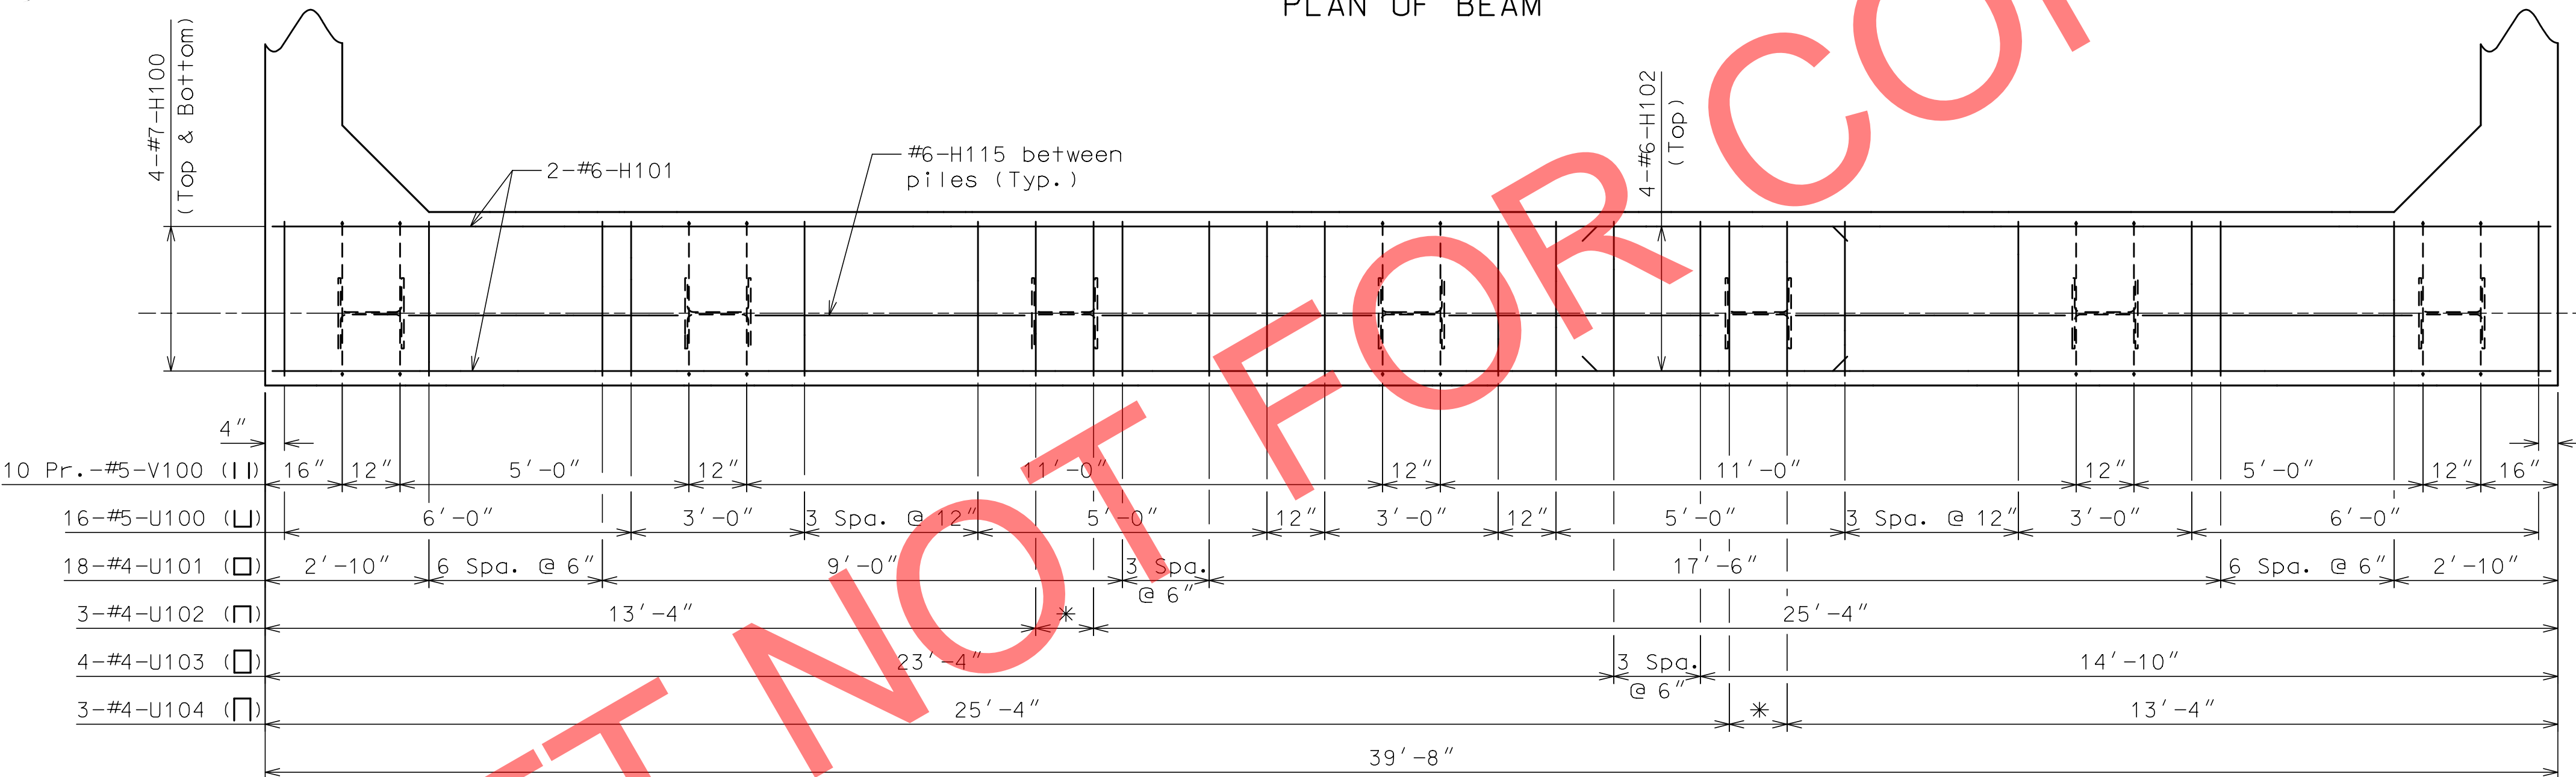 PLAN OF BEAM
4-#7-H100
(Top & Bottom)
2-#6-H101
#6-H115 between
piles (Typ.)
4-#6-H102
(Top)
4"
10 Pr.-#5-V100 ( ) 16" 12" 5'-0" 12" 11'-0" 12" 11'-0" 12" 5'-0" 12" 16"
16-#5-U100 ( ) 6'-0" 3'-0" 3 Spa. @ 12" 5'-0" 12" 3'-0" 12" 5'-0" 3 Spa. @ 12" 3'-0" 6'-0"
18-#4-U101 ( ) 2'-10" 6 Spa. @ 6" 9'-0" 3 Spa. @ 6" 17'-6" 6 Spa. @ 6" 2'-10"
3-#4-U102 ( ) 13'-4" * 25'-4"
4-#4-U103 ( ) 23'-4" 3 Spa. @ 6" 14'-10"
3-#4-U104 ( ) 25'-4" * 13'-4"
39'-8"
NOT FOR